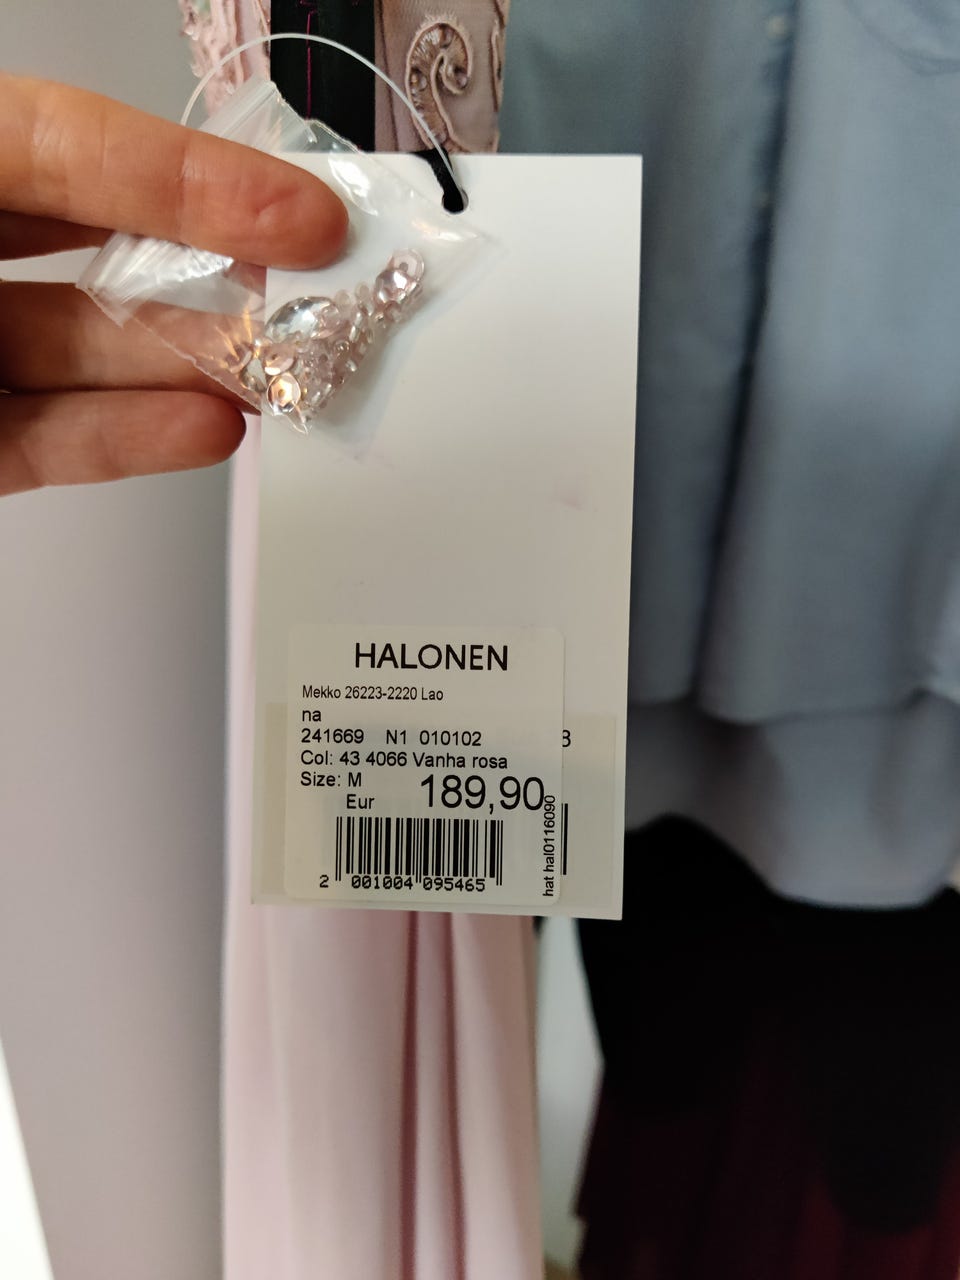 HALONEN
Mekko 26223-2220 Lao
na
241669 N1 010102
8
Col: 43 4066 Vanha rosa
Size: M
189,90
Eur
hat hal0116090
2 001004 095465